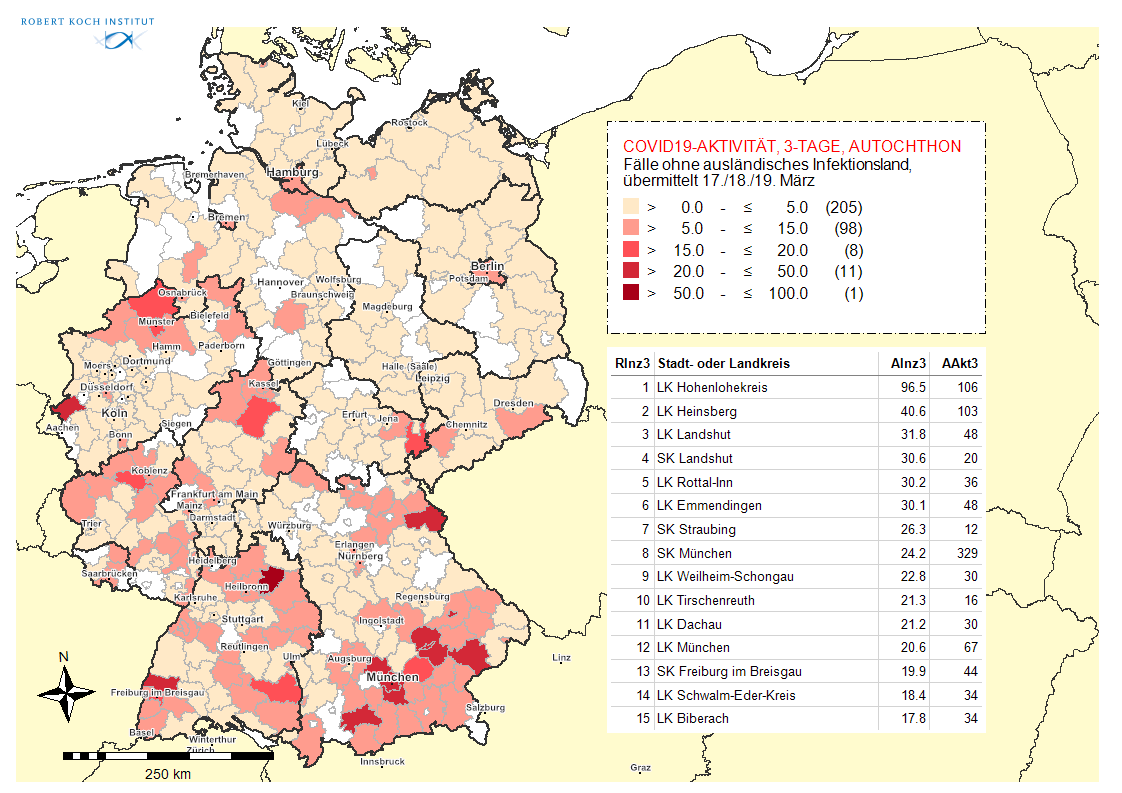 ROBERT KOCH INSTITUT
Kiel
Rostock
Lübeck
Hamburg
Bremerhaven
Bremen
Berlin
Potsdam
Wolfsburg
Hannover
Braunschweig
Osnabrück
Magdeburg
Bielefeld
Münster
Hamm
Paderborn
Göttingen
Dortmund
Moers
Halle (Saale)
Leipzig
Kassel
Düsseldorf
Dresden
Köln
Erfurt
Jena
Chemnitz
Siegen
Aachen
Bonn
Koblenz
Frankfurt am Main
Mainz
Darmstadt
Trier
Würzburg
Erlangen
Nürnberg
Heidelberg
Saarbrücken
Heilbronn
Karlsruhe
Regensburg
Stuttgart
Ingolstadt
Reutlingen
Ulm
Augsburg
Linz
München
Freiburg im Breisgau
Salzburg
Basel
Winterthur
Zürich
Innsbruck
Graz
N
250 km
COVID19-AKTIVITÄT, 3-TAGE, AUTOCHTHON
Fälle ohne ausländisches Infektionsland,
übermittelt 17./18./19. März
> 0.0 - ≤ 5.0 (205)
> 5.0 - ≤ 15.0 (98)
> 15.0 - ≤ 20.0 (8)
> 20.0 - ≤ 50.0 (11)
> 50.0 - ≤ 100.0 (1)
RInz3 Stadt- oder Landkreis AInz3 AAkt3
1 LK Hohenlohekreis 96.5 106
2 LK Heinsberg 40.6 103
3 LK Landshut 31.8 48
4 SK Landshut 30.6 20
5 LK Rottal-Inn 30.2 36
6 LK Emmendingen 30.1 48
7 SK Straubing 26.3 12
8 SK München 24.2 329
9 LK Weilheim-Schongau 22.8 30
10 LK Tirschenreuth 21.3 16
11 LK Dachau 21.2 30
12 LK München 20.6 67
13 SK Freiburg im Breisgau 19.9 44
14 LK Schwalm-Eder-Kreis 18.4 34
15 LK Biberach 17.8 34